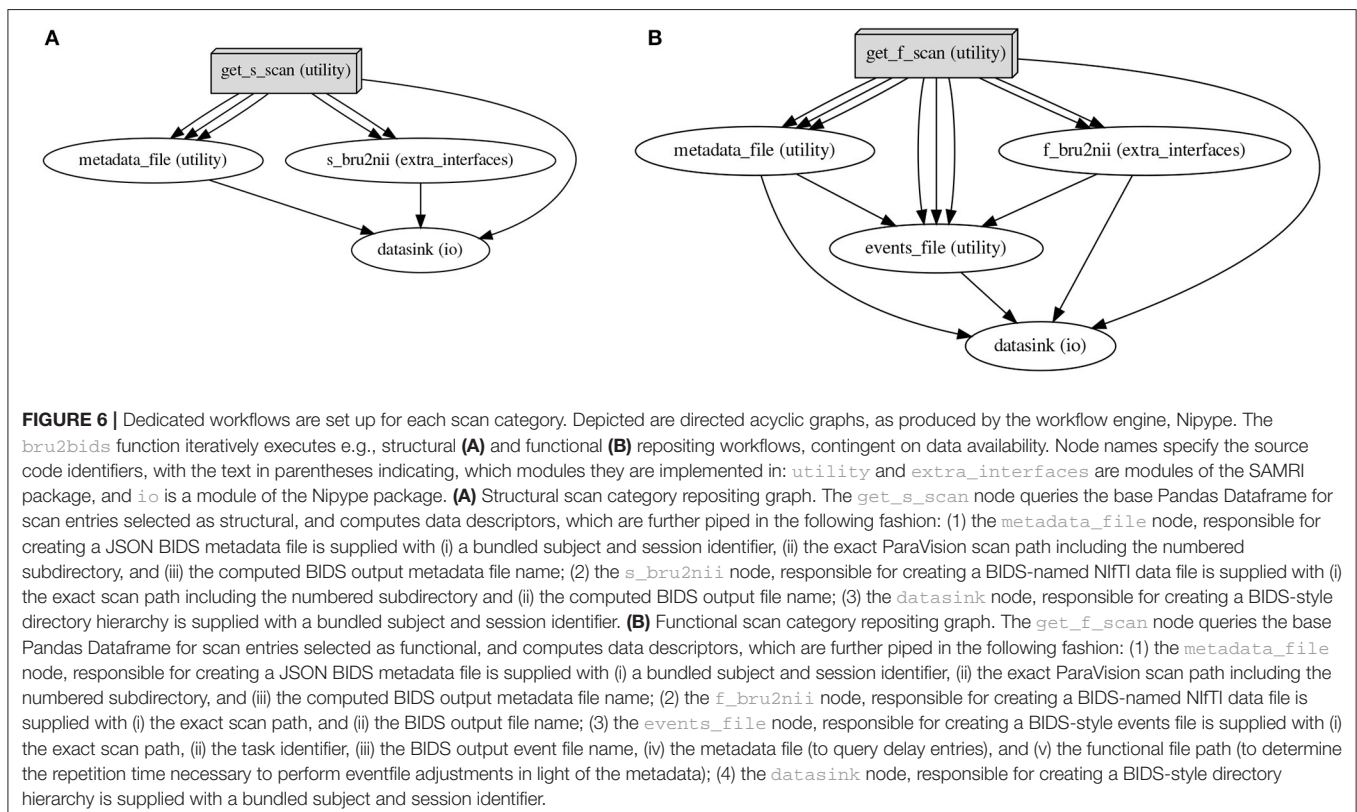 A
B
get_s_scan (utility)
get_f_scan (utility)
metadata_file (utility)
s_bru2nii (extra_interfaces)
metadata_file (utility)
f_bru2nii (extra_interfaces)
datasink (io)
events_file (utility)
datasink (io)
FIGURE 6 | Dedicated workflows are set up for each scan category. Depicted are directed acyclic graphs, as produced by the workflow engine, Nipype. The
bru2bids function iteratively executes e.g., structural (A) and functional (B) repositing workflows, contingent on data availability. Node names specify the source
code identifiers, with the text in parentheses indicating, which modules they are implemented in: utility and extra_interfaces are modules of the SAMRI
package, and io is a module of the Nipype package. (A) Structural scan category repositing graph. The get_s_scan node queries the base Pandas Dataframe for
scan entries selected as structural, and computes data descriptors, which are further piped in the following fashion: (1) the metadata_file node, responsible for
creating a JSON BIDS metadata file is supplied with (i) a bundled subject and session identifier, (ii) the exact ParaVision scan path including the numbered
subdirectory, and (iii) the computed BIDS output metadata file name; (2) the s_bru2nii node, responsible for creating a BIDS-named NIfTI data file is supplied with (i)
the exact scan path including the numbered subdirectory and (ii) the computed BIDS output file name; (3) the datasink node, responsible for creating a BIDS-style
directory hierarchy is supplied with a bundled subject and session identifier. (B) Functional scan category repositing graph. The get_f_scan node queries the base
Pandas Dataframe for scan entries selected as functional, and computes data descriptors, which are further piped in the following fashion: (1) the metadata_file
node, responsible for creating a JSON BIDS metadata file is supplied with (i) a bundled subject and session identifier, (ii) the exact ParaVision scan path including the
numbered subdirectory, and (iii) the computed BIDS output metadata file name; (2) the f_bru2nii node, responsible for creating a BIDS-named NIfTI data file is
supplied with (i) the exact scan path, and (ii) the BIDS output file name; (3) the events_file node, responsible for creating a BIDS-style events file is supplied with (i)
the exact scan path, (ii) the task identifier, (iii) the BIDS output event file name, (iv) the metadata file (to query delay entries), and (v) the functional file path (to determine
the repetition time necessary to perform eventfile adjustments in light of the metadata); (4) the datasink node, responsible for creating a BIDS-style directory
hierarchy is supplied with a bundled subject and session identifier.